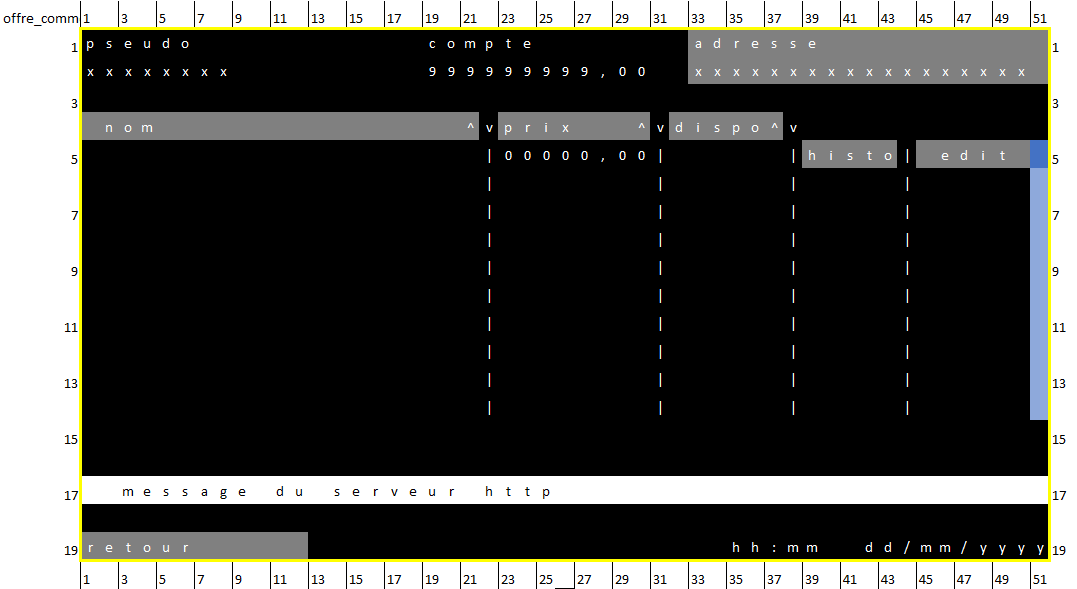 offre_comm 1 3 5 7 9 11 13 15 17 19 21 23 25 27 29 31 33 35 37 39 41 43 45 47 49 51
1 pseudo compte adresse 1
xxxxxxxx 999999999,00 xxxxxxxxxxxxxxxxxx
3 3
nom ^ v prix ^ v dispo ^ v
5 | 00000,00 | | histo | edit 5
| | | |
7 | | | | 7
| | | |
9 | | | | 9
| | | |
11 | | | | 11
| | | |
13 | | | | 13
| | | |
15 15
17 message du serveur http 17
19 retour hh:mm dd/mm/yyyy 19
1 3 5 7 9 11 13 15 17 19 21 23 25 27 29 31 33 35 37 39 41 43 45 47 49 51